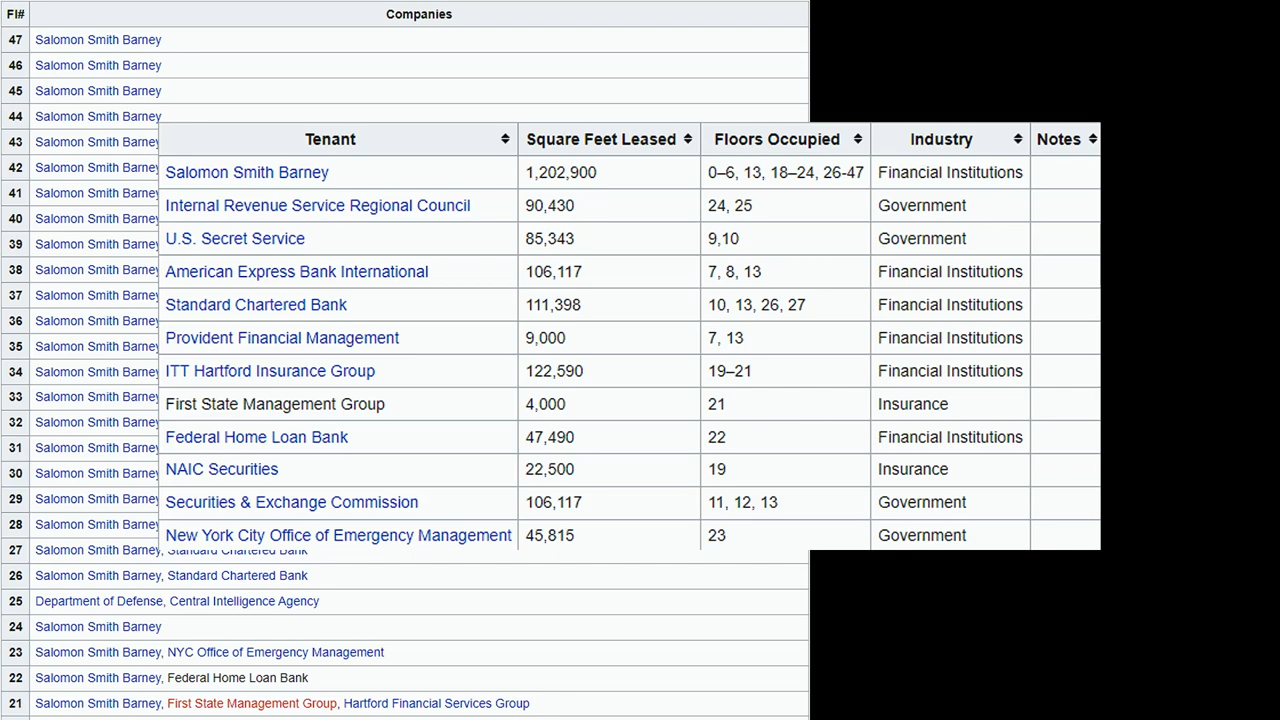 Fl# Companies
47 Salomon Smith Barney
46 Salomon Smith Barney
45 Salomon Smith Barney
44 Salomon Smith Barney
43 Salomon Smith Barney
42 Salomon Smith Barney
41 Salomon Smith Barney
40 Salomon Smith Barney
39 Salomon Smith Barney
38 Salomon Smith Barney
37 Salomon Smith Barney
36 Salomon Smith Barney
35 Salomon Smith Barney
34 Salomon Smith Barney
33 Salomon Smith Barney
32 Salomon Smith Barney
31 Salomon Smith Barney
30 Salomon Smith Barney
29 Salomon Smith Barney
28 Salomon Smith Barney
27 Salomon Smith Barney, Standard Chartered Bank
26 Salomon Smith Barney, Standard Chartered Bank
25 Department of Defense, Central Intelligence Agency
24 Salomon Smith Barney
23 Salomon Smith Barney, NYC Office of Emergency Management
22 Salomon Smith Barney, Federal Home Loan Bank
21 Salomon Smith Barney, First State Management Group, Hartford Financial Services Group
Tenant Square Feet Leased Floors Occupied Industry Notes
Salomon Smith Barney 1,202,900 0–6, 13, 18–24, 26-47 Financial Institutions
Internal Revenue Service Regional Council 90,430 24, 25 Government
U.S. Secret Service 85,343 9,10 Government
American Express Bank International 106,117 7, 8, 13 Financial Institutions
Standard Chartered Bank 111,398 10, 13, 26, 27 Financial Institutions
Provident Financial Management 9,000 7, 13 Financial Institutions
ITT Hartford Insurance Group 122,590 19–21 Financial Institutions
First State Management Group 4,000 21 Insurance
Federal Home Loan Bank 47,490 22 Financial Institutions
NAIC Securities 22,500 19 Insurance
Securities & Exchange Commission 106,117 11, 12, 13 Government
New York City Office of Emergency Management 45,815 23 Government